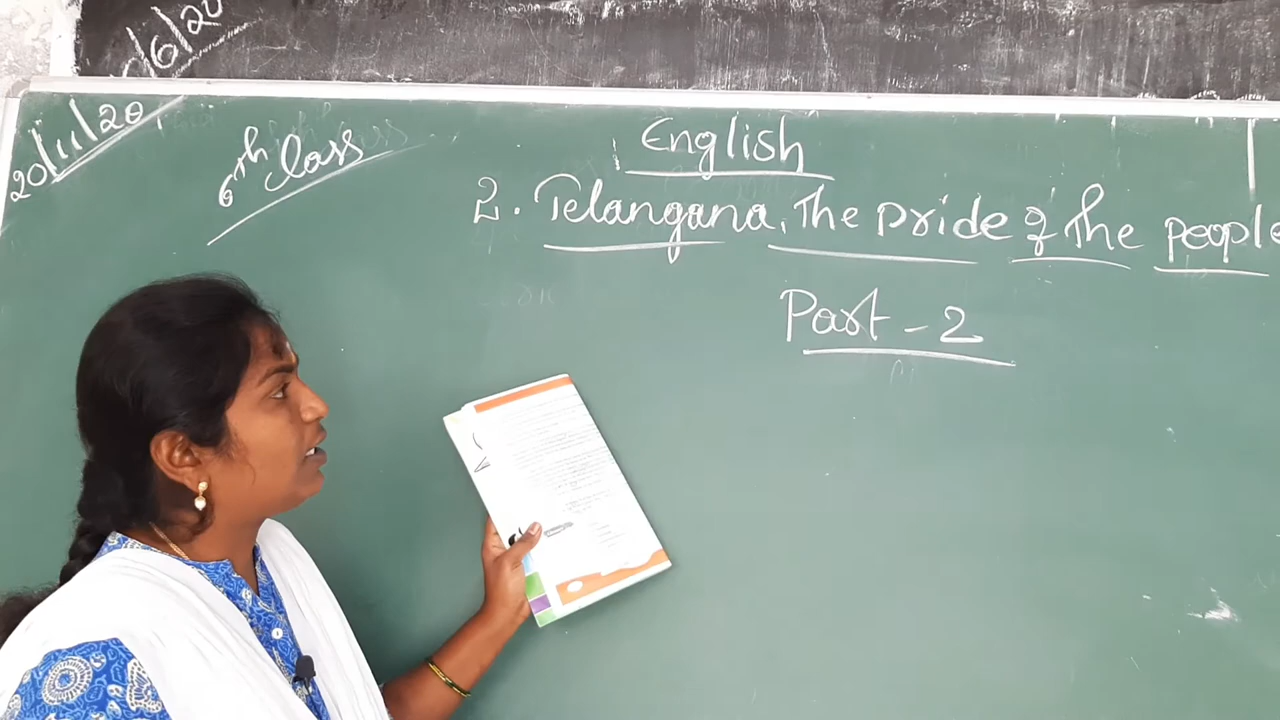 /6/20
20/11/20
6th class
English
2. Telangana, The pride of the people
Part - 2